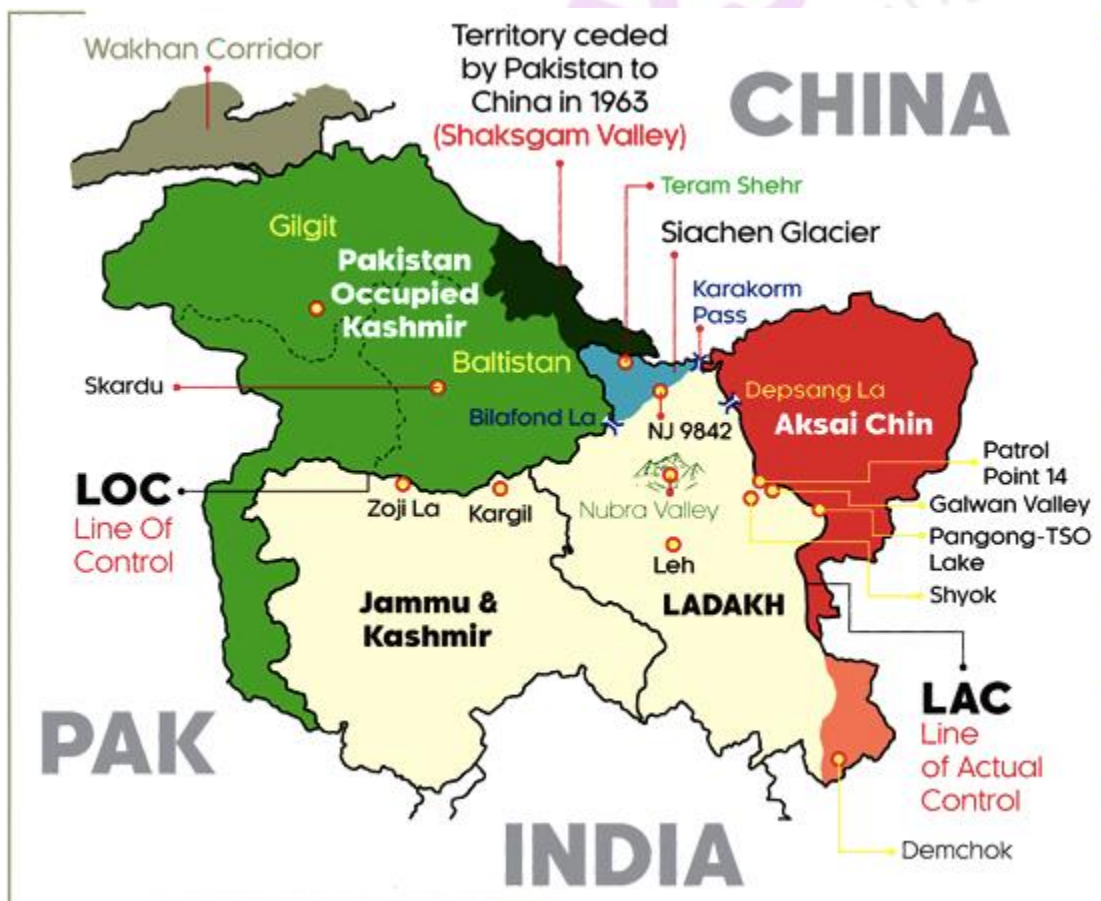 Wakhan Corridor
Territory ceded
by Pakistan to
China in 1963
(Shaksgam Valley)
CHINA
Teram Shehr
Siachen Glacier
Gilgit
Pakistan
Occupied
Kashmir
Karakorm
Pass
Baltistan
Skardu
Depsang La
Bilafond La
Aksai Chin
NJ 9842
Patrol
Point 14
LOC
Line Of
Control
Zoji La
Kargil
Nubra Valley
Galwan Valley
Pangong-TSO
Lake
Leh
Shyok
Jammu &
Kashmir
LADAKH
PAK
LAC
Line
of Actual
Control
INDIA
Demchok